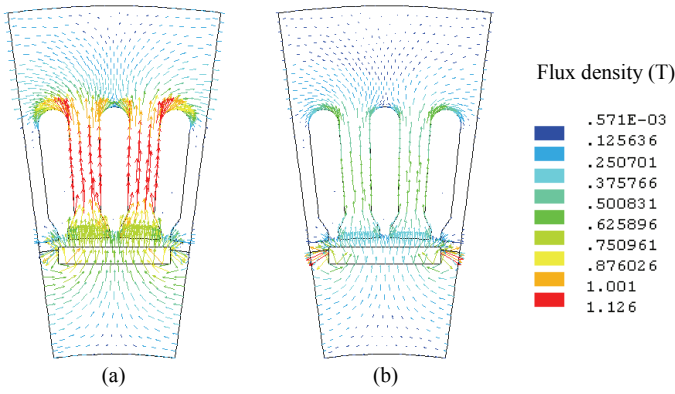 Flux density (T)
.571E-03
.125636
.250701
.375766
.500831
.625896
.750961
.876026
1.001
1.126
(a)
(b)